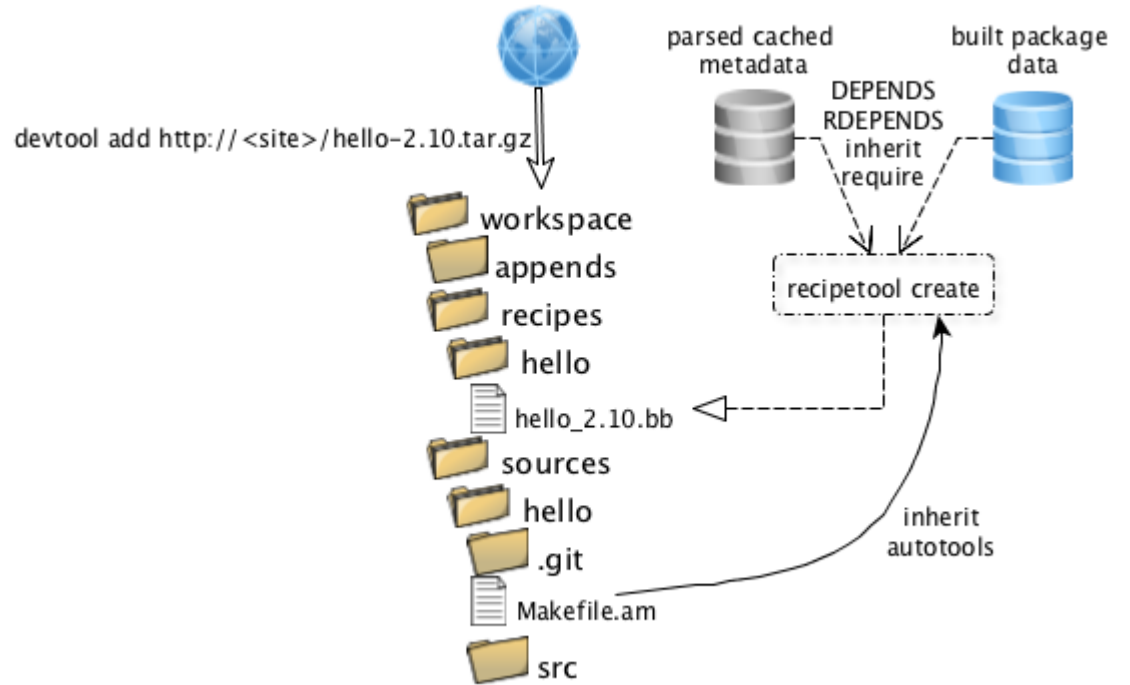 parsed cached
metadata
built package
data
DEPENDS
RDEPENDS
inherit
require
devtool add http://<site>/hello-2.10.tar.gz
workspace
appends
recipetool create
recipes
hello
hello_2.10.bb
sources
hello
inherit
autotools
.git
Makefile.am
src